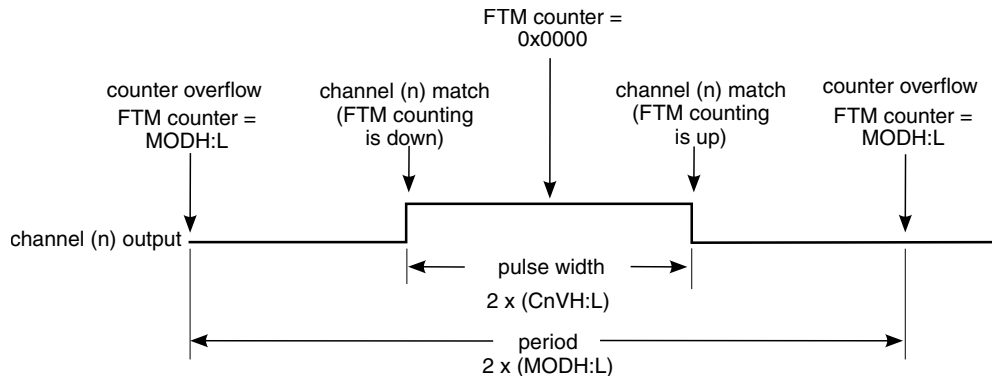 FTM counter =
0x0000
counter overflow
FTM counter =
MODH:L
channel (n) match
(FTM counting
is down)
channel (n) match
(FTM counting
is up)
counter overflow
FTM counter =
MODH:L
channel (n) output
pulse width
2 x (CnVH:L)
period
2 x (MODH:L)